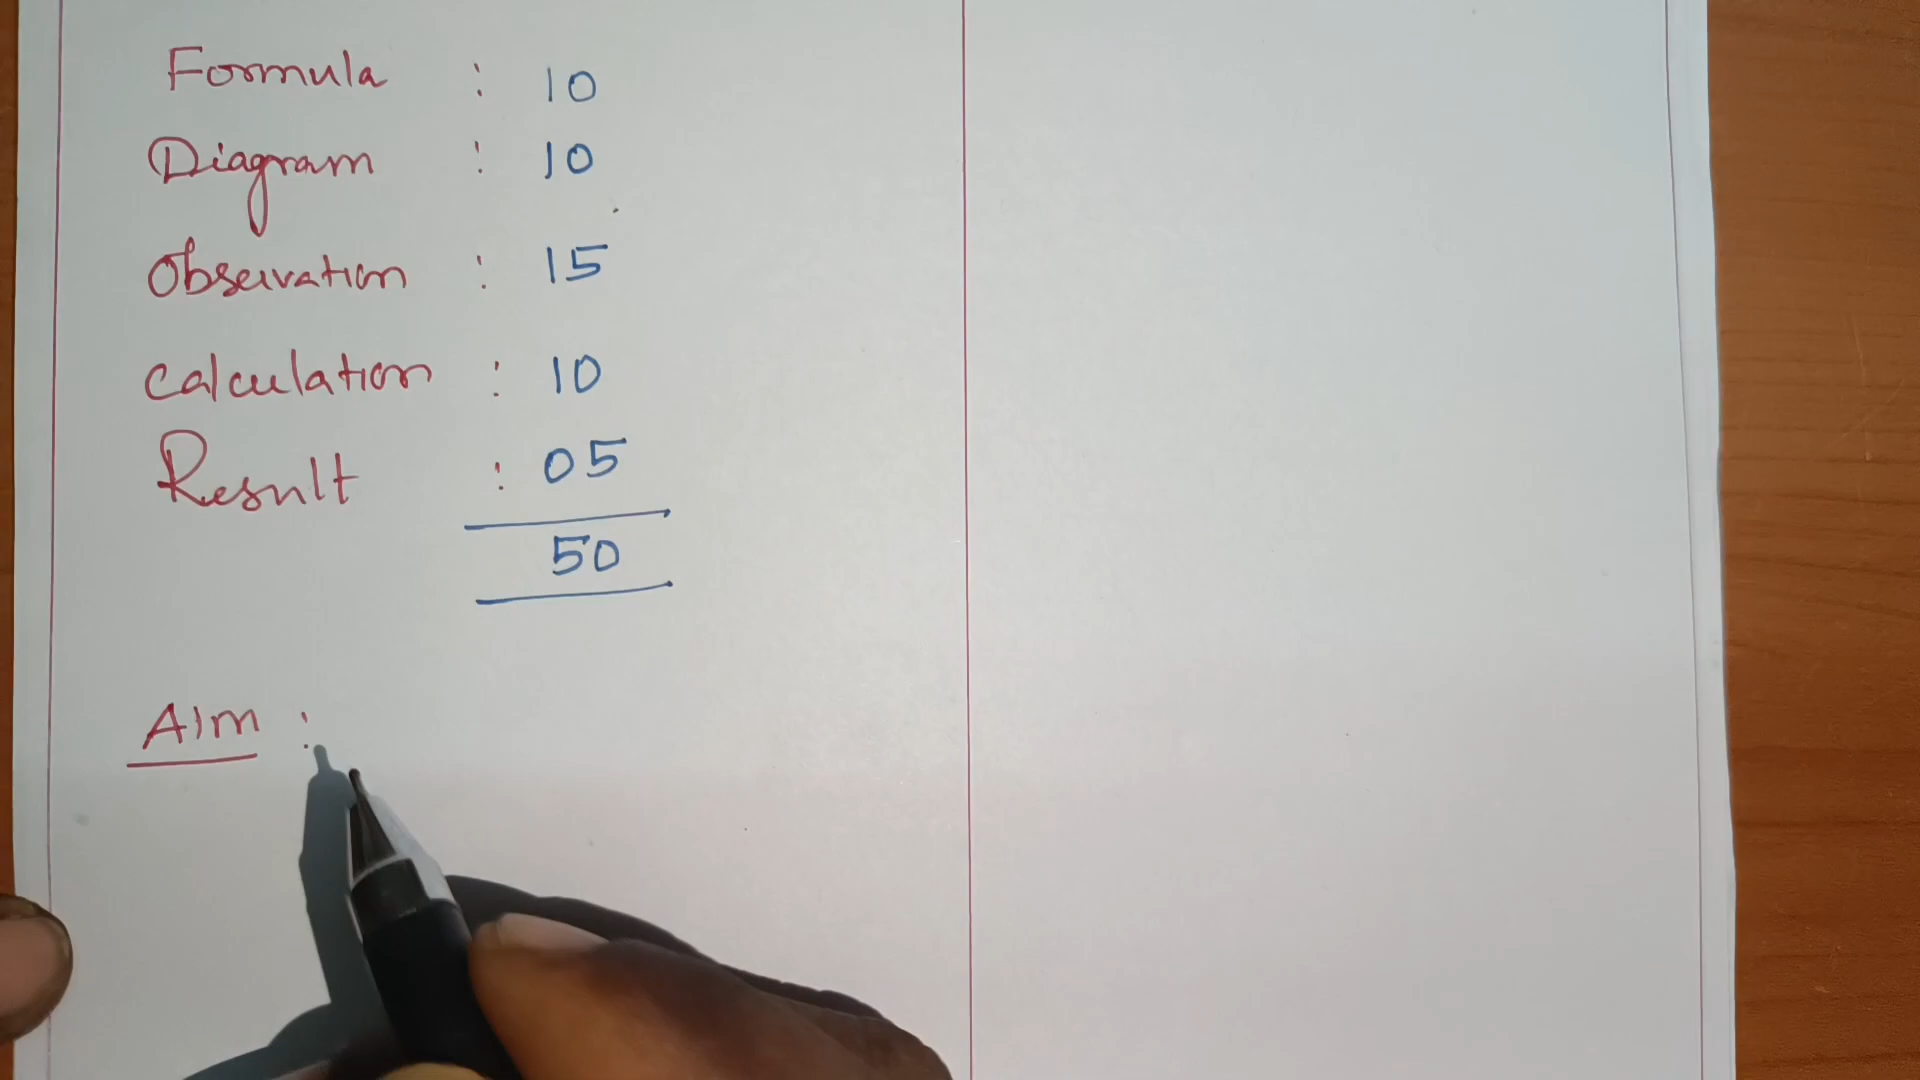 Formula : 10
Diagram : 10
Observation : 15
Calculation : 10
Result : 05
50
Aim :